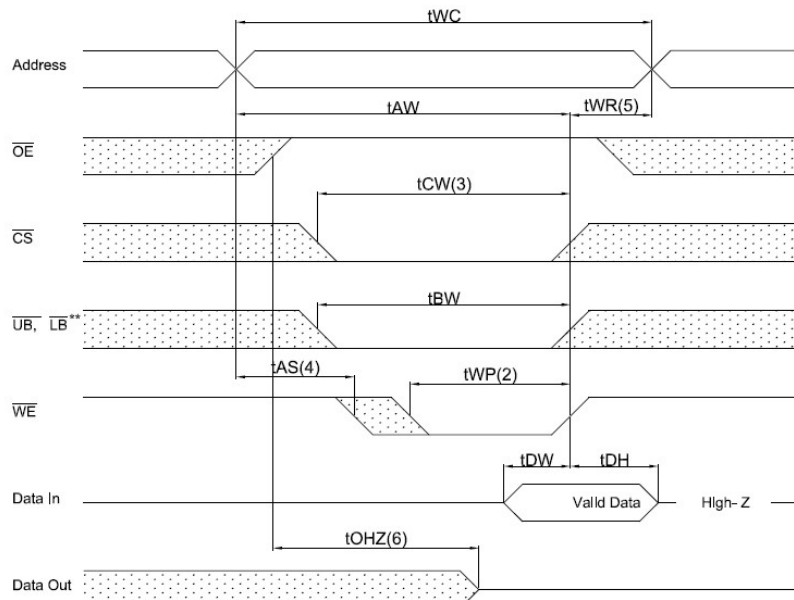 tWC
Address
tAW
tWR(5)
OE
tCW(3)
CS
tBW
UB, LB**
tAS(4)
tWP(2)
WE
tDW
tDH
Data In
Valid Data
High-Z
tOHZ(6)
Data Out